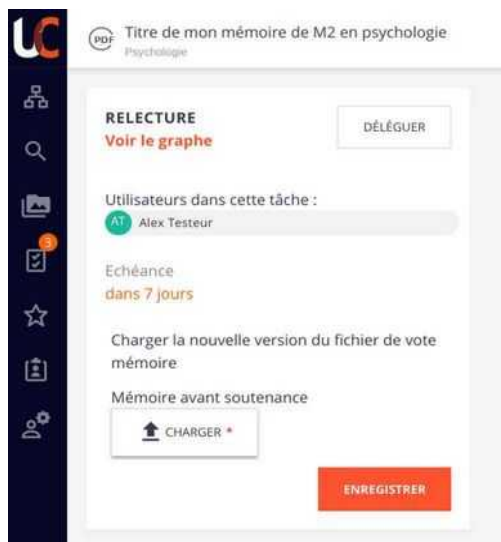 UC
PDF
Titre de mon mémoire de M2 en psychologie
Psychologie
RELECTURE
Voir le graphe
DÉLÉGUER
Utilisateurs dans cette tâche :
AT Alex Testeur
3
Echéance
dans 7 jours
Charger la nouvelle version du fichier de vote
mémoire
Mémoire avant soutenance
CHARGER *
ENREGISTRER